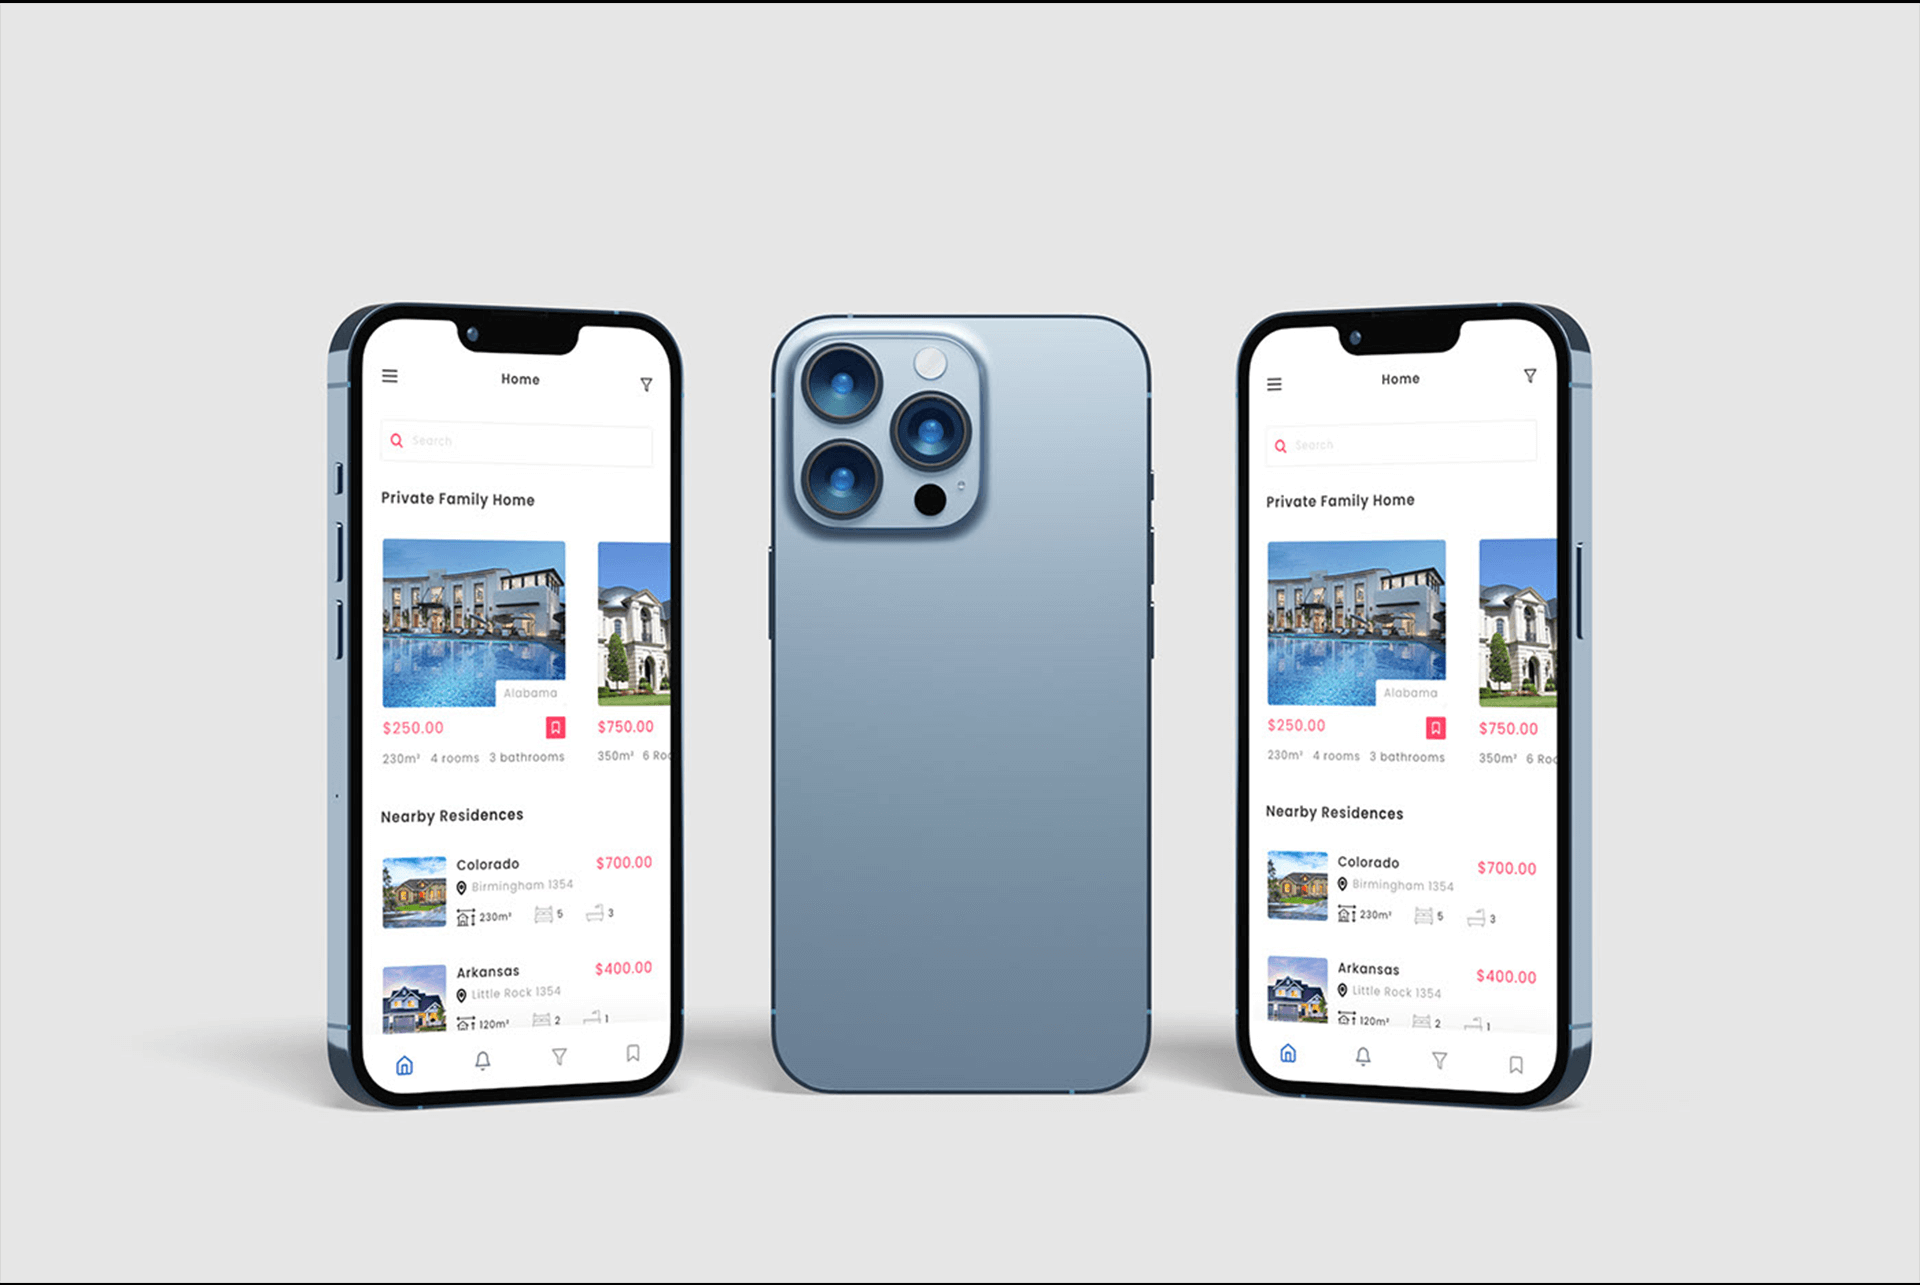 Home
Search
Private Family Home
Alabama
$250.00
$750.00
230m² 4 rooms 3 bathrooms
350m² 6 Roo
Nearby Residences
Colorado
$700.00
Birmingham 1354
230m² 5 3
Arkansas
$400.00
Little Rock 1354
120m² 2 1
Home
Search
Private Family Home
Alabama
$250.00
$750.00
230m² 4 rooms 3 bathrooms
350m² 6 Roo
Nearby Residences
Colorado
$700.00
Birmingham 1354
230m² 5 3
Arkansas
$400.00
Little Rock 1354
120m² 2 1